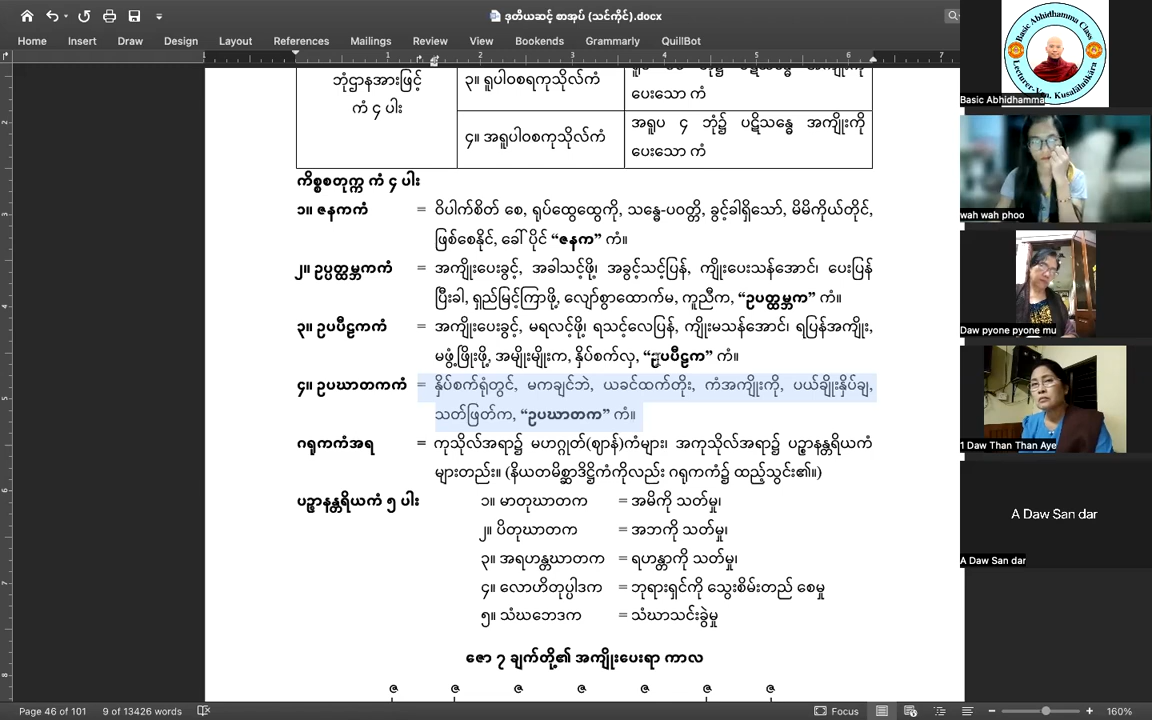 ဒုတိယဆင့် စာအုပ် (သင်ကိုင်).docx
Home Insert Draw Design Layout References Mailings Review View Bookends Grammarly QuillBot
ဘုံဌာနအားဖြင့်
ကံ ၄ ပါး
၃။ ရူပါဝစရကုသိုလ်ကံ
ပေးသော ကံ
၄။ အရူပါဝစကုသိုလ်ကံ
အရူပ ၄ ဘုံ၌ ပဋိသန္ဓေ အကျိုးကို
ပေးသော ကံ
ကိစ္စစတုက္က ကံ ၄ ပါး
၁။ ဇနကကံ = ဝိပါက်စိတ် စေ, ရုပ်ထွေထွေကို, သန္ဓေ-ပဝတ္တိ, ခွင့်ခါရှိသော်, မိမိကိုယ်တိုင်,
ဖြစ်စေနိုင်, ခေါ်ပိုင် “ဇနက” ကံ။
၂။ ဥပတ္ထမ္ဘကကံ = အကျိုးပေးခွင့်, အခါသင့်ဖို့၊ အခွင့်သင့်ပြန်, ကျိုးပေးသန်အောင်၊ ပေးပြန်
ပြီးခါ, ရှည်မြင့်ကြာဖို့, လျော်စွာထောက်မ, ကူညီက, “ဥပတ္ထမ္ဘက” ကံ။
၃။ ဥပပီဠကကံ = အကျိုးပေးခွင့်, မရလင့်ဖို့၊ ရသင့်လေပြန်, ကျိုးမသန်အောင်၊ ရပြန်အကျိုး,
မဖွံ့ဖြိုးဖို့, အမျိုးမျိုးက, နှိပ်စက်လှ, “ဥပပီဠက” ကံ။
၄။ ဥပဃာတကကံ = နှိပ်စက်ရုံတွင်, မကချင်ဘဲ, ယခင်ထက်တိုး, ကံအကျိုးကို, ပယ်ချိုးနှိပ်ချ,
သတ်ဖြတ်က, “ဥပဃာတက” ကံ။
ဂရုကကံအရ = ကုသိုလ်အရာ၌ မဟဂ္ဂုတ်(ဈာန်)ကံများ၊ အကုသိုလ်အရာ၌ ပဉ္စာနန္တရိယကံ
များတည်း။ (နိယတမိစ္ဆာဒိဋ္ဌိကံကိုလည်း ဂရုကကံ၌ ထည့်သွင်း၏။)
ပဉ္စာနန္တရိယကံ ၅ ပါး ၁။ မာတုဃာတက = အမိကို သတ်မှု၊
၂။ ပိတုဃာတက = အဘကို သတ်မှု၊
၃။ အရဟန္တဃာတက = ရဟန္တာကို သတ်မှု၊
၄။ လောဟိတုပ္ပါဒက = ဘုရားရှင်ကို သွေးစိမ်းတည် စေမှု
၅။ သံဃဘေဒက = သံဃာသင်းခွဲမှု
ဇော ၇ ချက်တို့၏ အကျိုးပေးရာ ကာလ
ဇ ဇ ဇ ဇ ဇ ဇ ဇ
Page 46 of 101 9 of 13426 words Focus 160%
Basic Abhidhamma Class
Lecturer-Ven. Kusalālaṅkāra
Basic Abhidhamma
wah wah phoo
Daw pyone pyone mu
1 Daw Than Than Aye
A Daw San dar
A Daw San dar